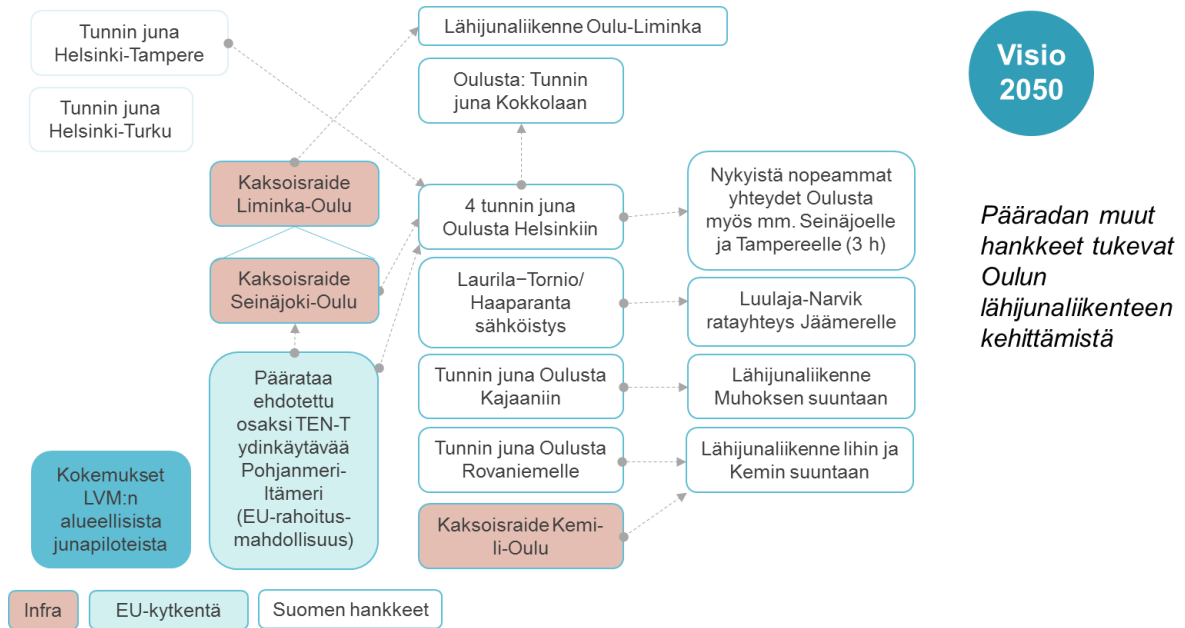 Tunnin juna
Helsinki-Tampere
Tunnin juna
Helsinki-Turku
Lähijunaliikenne Oulu-Liminka
Oulusta: Tunnin
juna Kokkolaan
Visio
2050
Kaksoisraide
Liminka-Oulu
4 tunnin juna
Oulusta Helsinkiin
Nykyistä nopeammat
yhteydet Oulusta
myös mm. Seinäjoelle
ja Tampereelle (3 h)
Pääradan muut
hankkeet tukevat
Oulun
lähijunaliikenteen
kehittämistä
Kaksoisraide
Seinäjoki-Oulu
Laurila–Tornio/
Haaparanta
sähköistys
Luulaja-Narvik
ratayhteys Jäämerelle
Päärataa
ehdotettu
osaksi TEN-T
ydinkäytävää
Pohjanmeri-
Itämeri
(EU-rahoitus-
mahdollisuus)
Tunnin juna Oulusta
Kajaaniin
Lähijunaliikenne
Muhoksen suuntaan
Kokemukset
LVM:n
alueellisista
junapiloteista
Tunnin juna Oulusta
Rovaniemelle
Lähijunaliikenne Iihin ja
Kemin suuntaan
Kaksoisraide Kemi-
Ii-Oulu
Infra
EU-kytkentä
Suomen hankkeet